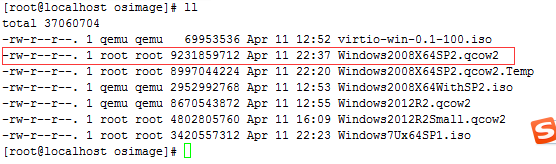 [root@localhost osimage]# ll
total 37060704
-rw-r--r--. 1 qemu qemu   69953536 Apr 11 12:52 virtio-win-0.1-100.iso
-rw-r--r--. 1 root root 9231859712 Apr 11 22:37 Windows2008X64SP2.qcow2
-rw-r--r--. 1 root root 8997044224 Apr 11 22:20 Windows2008X64SP2.qcow2.Temp
-rw-r--r--. 1 qemu qemu 2952992768 Apr 11 10:53 Windows2008X64WithSP2.iso
-rw-r--r--. 1 qemu qemu 8670543872 Apr 11 12:55 Windows2012R2.qcow2
-rw-r--r--. 1 root root 4802805760 Apr 11 16:09 Windows2012R2Small.qcow2
-rw-r--r--. 1 root root 3420557312 Apr 11 22:23 Windows7Ux64SP1.iso
[root@localhost osimage]#